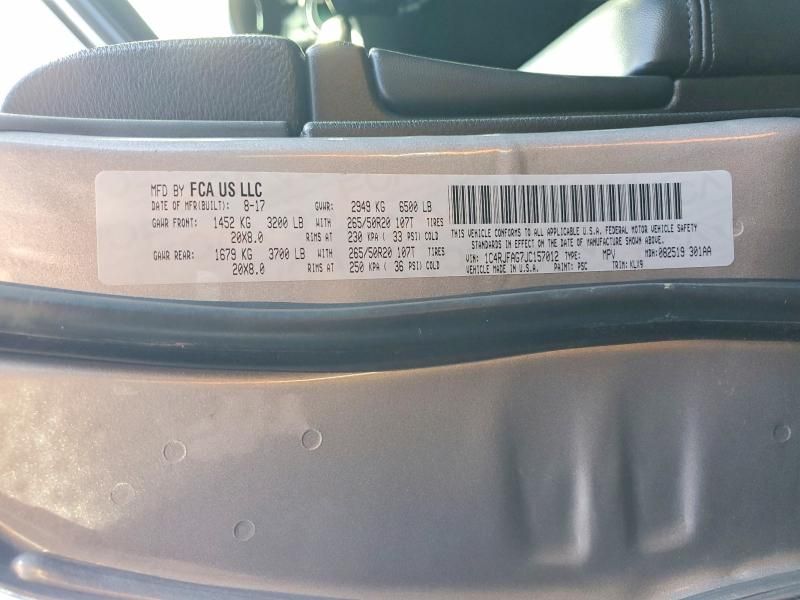 MFD BY FCA US LLC
DATE OF MFR(BUILT): 8-17 GVWR: 2949 KG 6500 LB
GAWR FRONT: 1452 KG 3200 LB WITH 265/50R20 107T TIRES
20X8.0 RIMS AT 230 KPA ( 33 PSI) COLD
GAWR REAR: 1679 KG 3700 LB WITH 265/50R20 107T TIRES
20X8.0 RIMS AT 250 KPA ( 36 PSI) COLD
THIS VEHICLE CONFORMS TO ALL APPLICABLE U.S.A. FEDERAL MOTOR VEHICLE SAFETY
STANDARDS IN EFFECT ON THE DATE OF MANUFACTURE SHOWN ABOVE.
VIN: 1C4RJFAG7JC157012 TYPE: MPV MDH:082519 301AA
MADE IN U.S.A. PAINT: PSC TRIM: KLX9